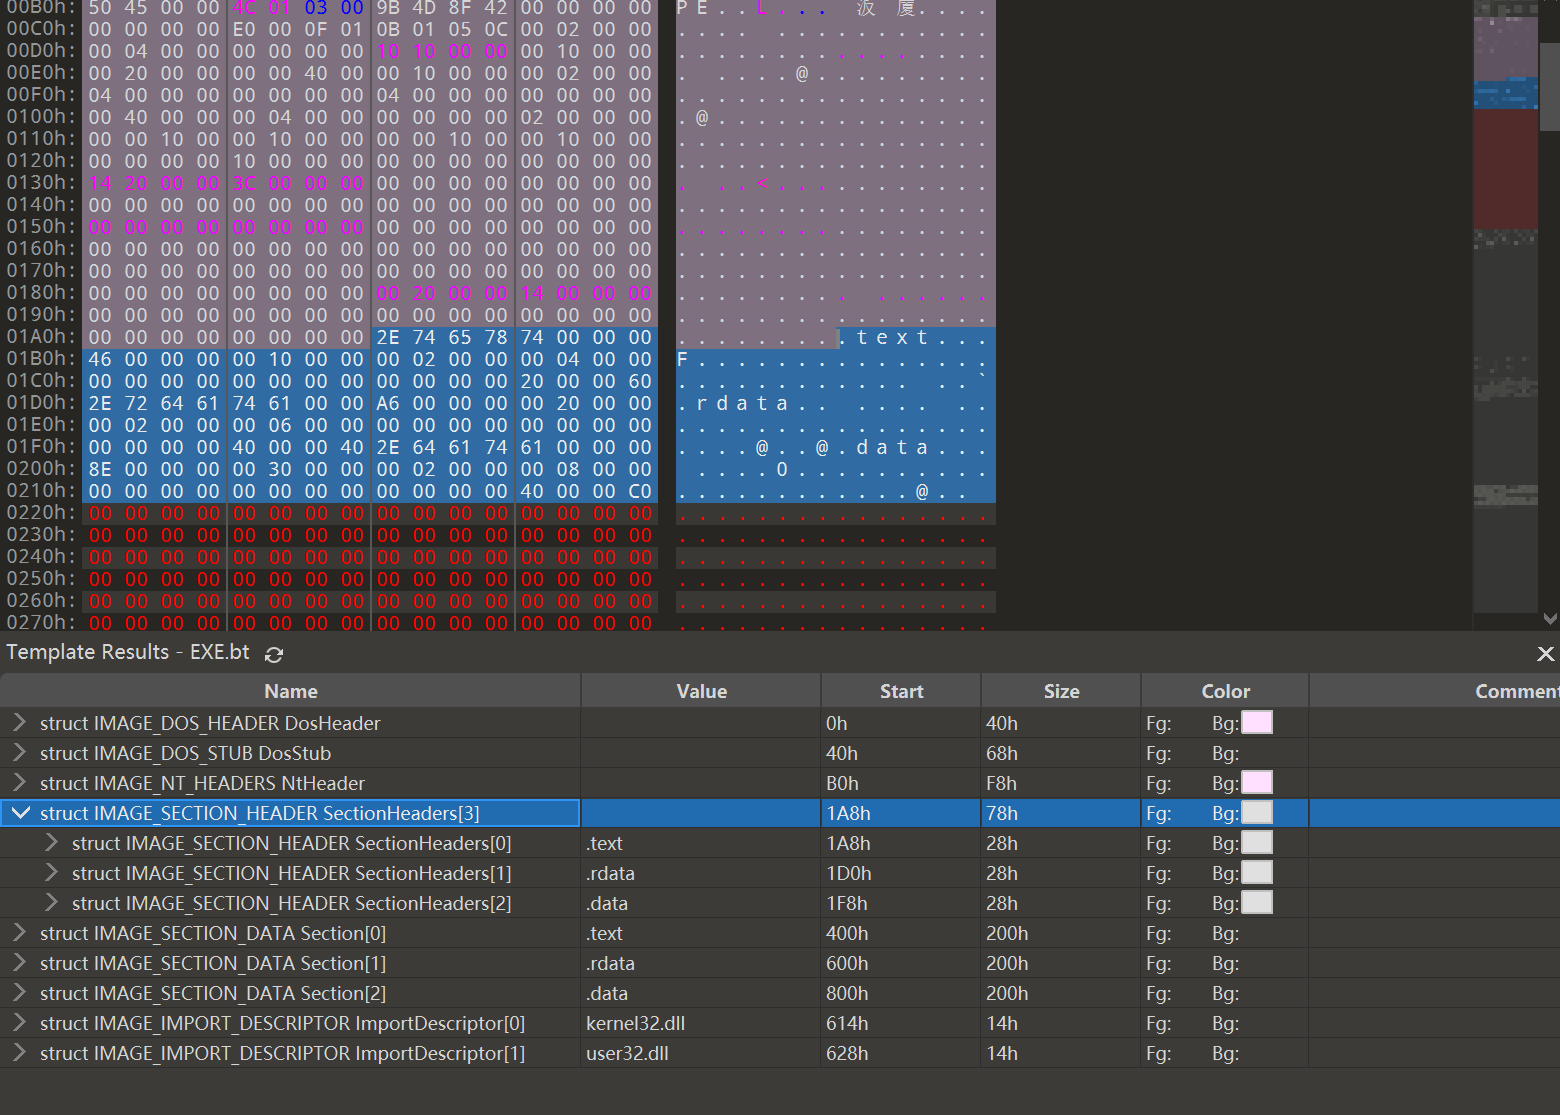 00B0h: 50 45 00 00 4C 01 03 00 9B 4D 8F 42 00 00 00 00 PE..L...  厦....
00C0h: 00 00 00 00 E0 00 0F 01 0B 01 05 0C 00 02 00 00 ................
00D0h: 00 04 00 00 00 00 00 00 10 10 00 00 00 10 00 00 ................
00E0h: 00 20 00 00 00 00 40 00 00 10 00 00 00 02 00 00 . ....@.........
00F0h: 04 00 00 00 00 00 00 00 04 00 00 00 00 00 00 00 ................
0100h: 00 40 00 00 00 04 00 00 00 00 00 00 02 00 00 00 .@..............
0110h: 00 00 10 00 00 10 00 00 00 00 10 00 00 10 00 00 ................
0120h: 00 00 00 00 10 00 00 00 00 00 00 00 00 00 00 00 ................
0130h: 14 20 00 00 3C 00 00 00 00 00 00 00 00 00 00 00 . ..<...........
0140h: 00 00 00 00 00 00 00 00 00 00 00 00 00 00 00 00 ................
0150h: 00 00 00 00 00 00 00 00 00 00 00 00 00 00 00 00 ................
0160h: 00 00 00 00 00 00 00 00 00 00 00 00 00 00 00 00 ................
0170h: 00 00 00 00 00 00 00 00 00 00 00 00 00 00 00 00 ................
0180h: 00 00 00 00 00 00 00 00 00 20 00 00 14 00 00 00 ......... ......
0190h: 00 00 00 00 00 00 00 00 00 00 00 00 00 00 00 00 ................
01A0h: 00 00 00 00 00 00 00 00 2E 74 65 78 74 00 00 00 .........text...
01B0h: 46 00 00 00 00 10 00 00 00 02 00 00 00 04 00 00 F...............
01C0h: 00 00 00 00 00 00 00 00 00 00 00 00 20 00 00 60 ............ ..`
01D0h: 2E 72 64 61 74 61 00 00 A6 00 00 00 00 20 00 00 .rdata.. .... ..
01E0h: 00 02 00 00 00 06 00 00 00 00 00 00 00 00 00 00 ................
01F0h: 00 00 00 00 40 00 00 40 2E 64 61 74 61 00 00 00 ....@..@.data...
0200h: 8E 00 00 00 00 30 00 00 00 02 00 00 00 08 00 00 ....0..........
0210h: 00 00 00 00 00 00 00 00 00 00 00 00 40 00 00 C0 ............@..
0220h: 00 00 00 00 00 00 00 00 00 00 00 00 00 00 00 00 ................
0230h: 00 00 00 00 00 00 00 00 00 00 00 00 00 00 00 00 ................
0240h: 00 00 00 00 00 00 00 00 00 00 00 00 00 00 00 00 ................
0250h: 00 00 00 00 00 00 00 00 00 00 00 00 00 00 00 00 ................
0260h: 00 00 00 00 00 00 00 00 00 00 00 00 00 00 00 00 ................
0270h: 00 00 00 00 00 00 00 00 00 00 00 00 00 00 00 00 ................
Template Results - EXE.bt
Name Value Start Size Color Comment
struct IMAGE_DOS_HEADER DosHeader 0h 40h Fg: Bg:
struct IMAGE_DOS_STUB DosStub 40h 68h Fg: Bg:
struct IMAGE_NT_HEADERS NtHeader B0h F8h Fg: Bg:
struct IMAGE_SECTION_HEADER SectionHeaders[3] 1A8h 78h Fg: Bg:
struct IMAGE_SECTION_HEADER SectionHeaders[0] .text 1A8h 28h Fg: Bg:
struct IMAGE_SECTION_HEADER SectionHeaders[1] .rdata 1D0h 28h Fg: Bg:
struct IMAGE_SECTION_HEADER SectionHeaders[2] .data 1F8h 28h Fg: Bg:
struct IMAGE_SECTION_DATA Section[0] .text 400h 200h Fg: Bg:
struct IMAGE_SECTION_DATA Section[1] .rdata 600h 200h Fg: Bg:
struct IMAGE_SECTION_DATA Section[2] .data 800h 200h Fg: Bg:
struct IMAGE_IMPORT_DESCRIPTOR ImportDescriptor[0] kernel32.dll 614h 14h Fg: Bg:
struct IMAGE_IMPORT_DESCRIPTOR ImportDescriptor[1] user32.dll 628h 14h Fg: Bg: